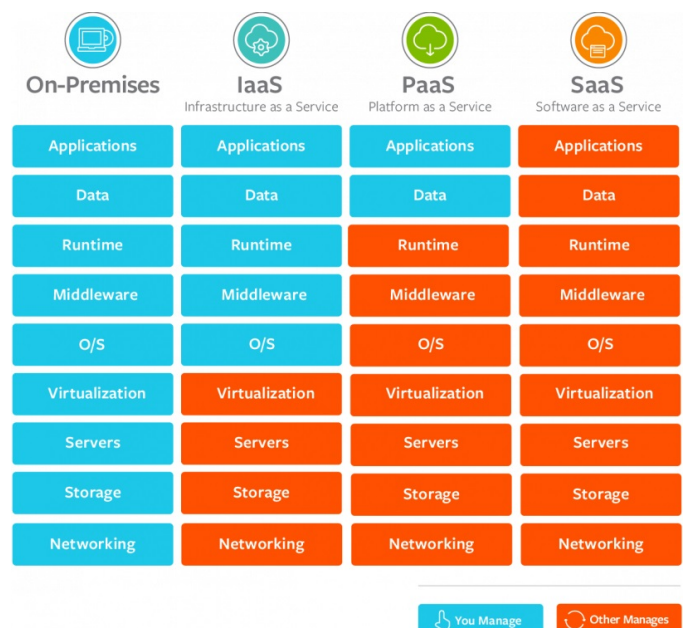 On-Premises IaaS PaaS SaaS
Infrastructure as a Service Platform as a Service Software as a Service
Applications Applications Applications Applications
Data Data Data Data
Runtime Runtime Runtime Runtime
Middleware Middleware Middleware Middleware
O/S O/S O/S O/S
Virtualization Virtualization Virtualization Virtualization
Servers Servers Servers Servers
Storage Storage Storage Storage
Networking Networking Networking Networking
You Manage Other Manages